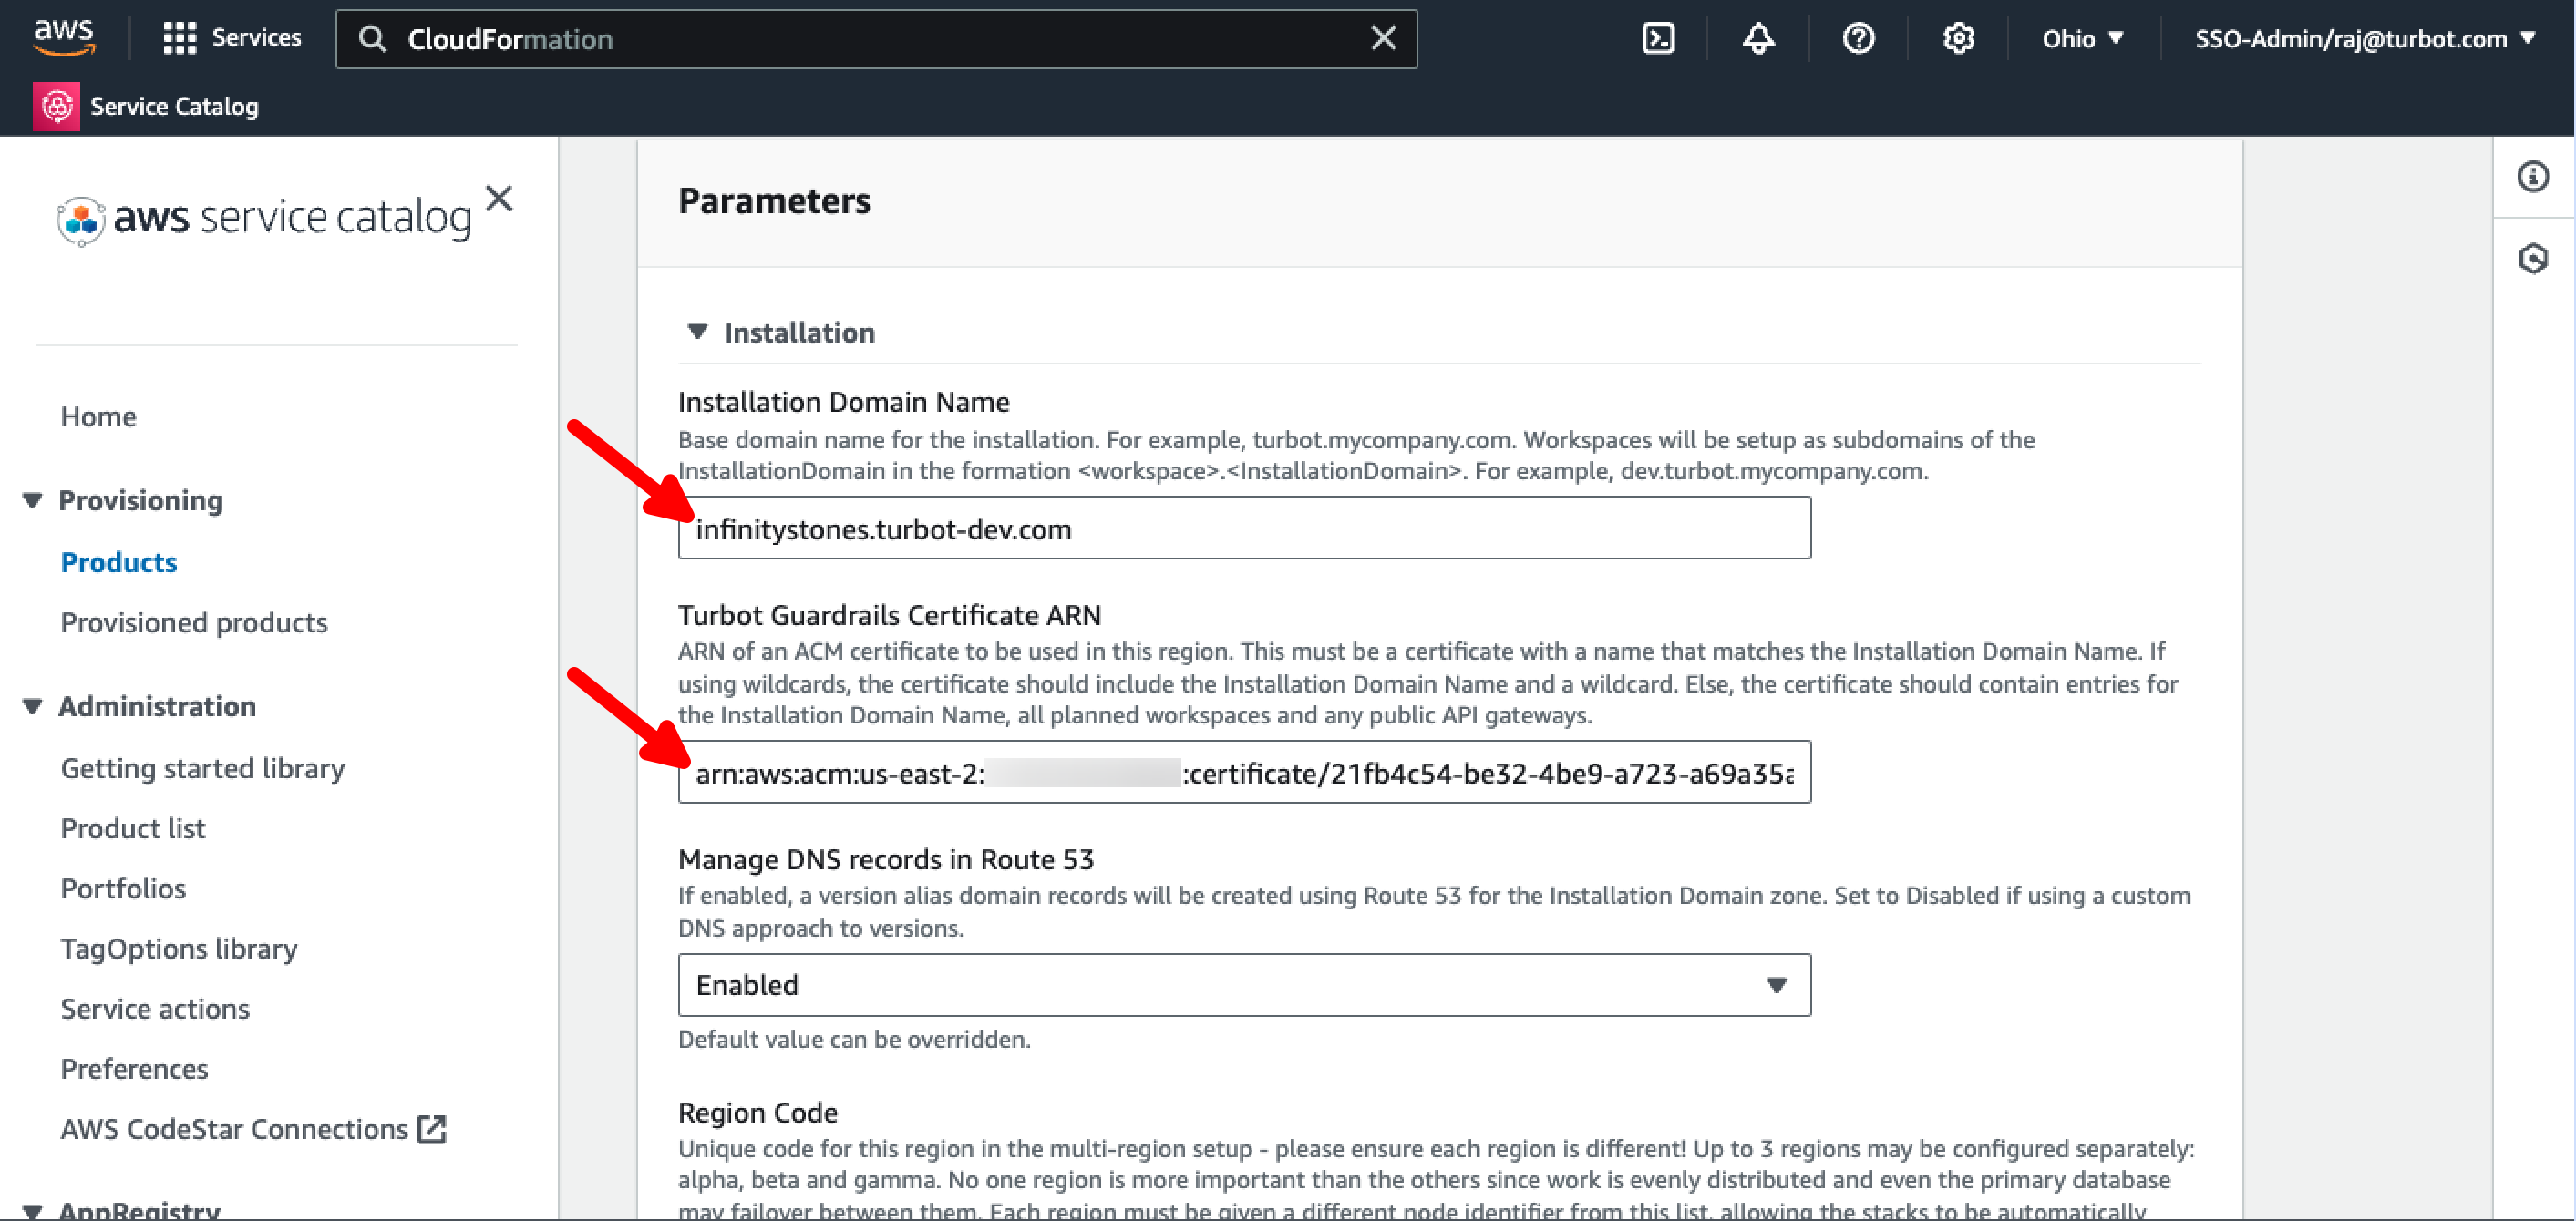 aws
Services
CloudFormation
Ohio
SSO-Admin/raj@turbot.com
Service Catalog
aws service catalog
Home
Provisioning
Products
Provisioned products
Administration
Getting started library
Product list
Portfolios
TagOptions library
Service actions
Preferences
AWS CodeStar Connections
AppRegistry
Parameters
Installation
Installation Domain Name
Base domain name for the installation. For example, turbot.mycompany.com. Workspaces will be setup as subdomains of the
InstallationDomain in the formation <workspace>.<InstallationDomain>. For example, dev.turbot.mycompany.com.
infinitystones.turbot-dev.com
Turbot Guardrails Certificate ARN
ARN of an ACM certificate to be used in this region. This must be a certificate with a name that matches the Installation Domain Name. If
using wildcards, the certificate should include the Installation Domain Name and a wildcard. Else, the certificate should contain entries for
the Installation Domain Name, all planned workspaces and any public API gateways.
arn:aws:acm:us-east-2: :certificate/21fb4c54-be32-4be9-a723-a69a35a
Manage DNS records in Route 53
If enabled, a version alias domain records will be created using Route 53 for the Installation Domain zone. Set to Disabled if using a custom
DNS approach to versions.
Enabled
Default value can be overridden.
Region Code
Unique code for this region in the multi-region setup - please ensure each region is different! Up to 3 regions may be configured separately:
alpha, beta and gamma. No one region is more important than the others since work is evenly distributed and even the primary database
may failover between them. Each region must be given a different node identifier from this list, allowing the stacks to be automatically